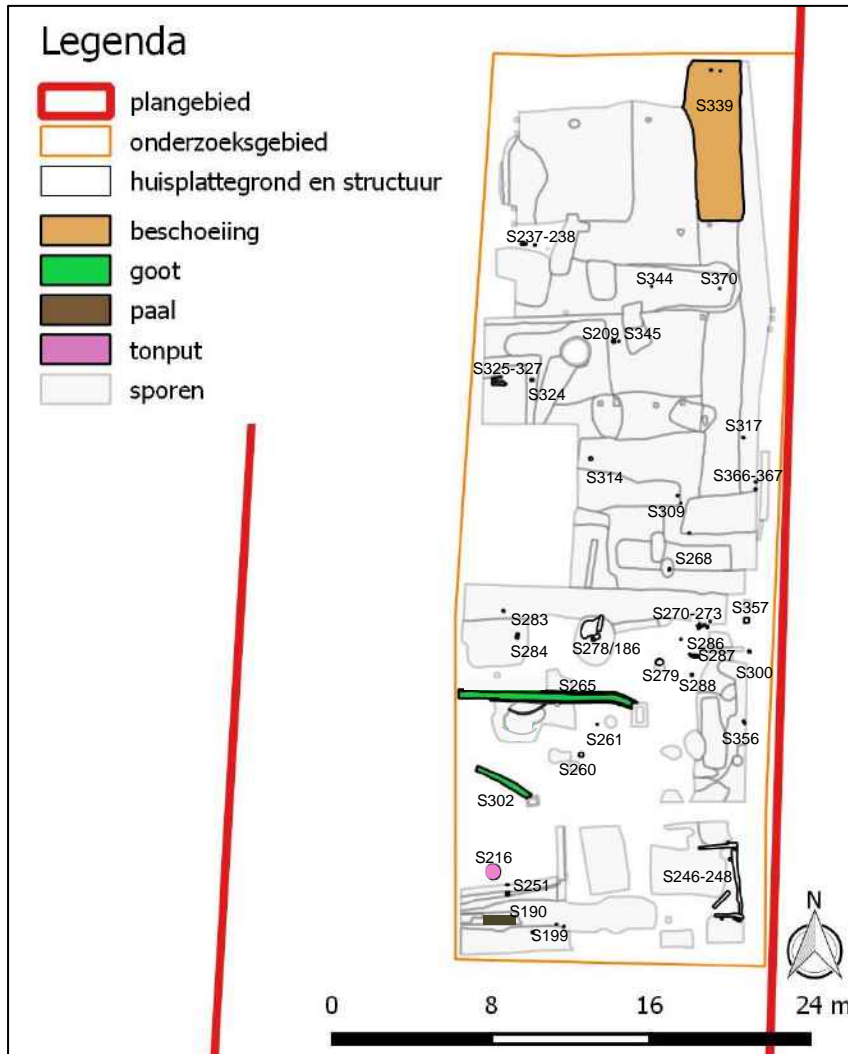 Legenda
plangebied
onderzoeksgebied
huisplattegrond en structuur
beschoeiing
goot
paal
tonput
sporen
S339
S237-238
S344
S370
S209
S345
S325-327
S324
S317
S314
S366-367
S309
S268
S283
S270-273
S357
S284
S278/186
S286
S287
S279
S288
S300
S265
S261
S356
S260
S302
S216
S246-248
S251
S190
S199
N
0
8
16
24 m